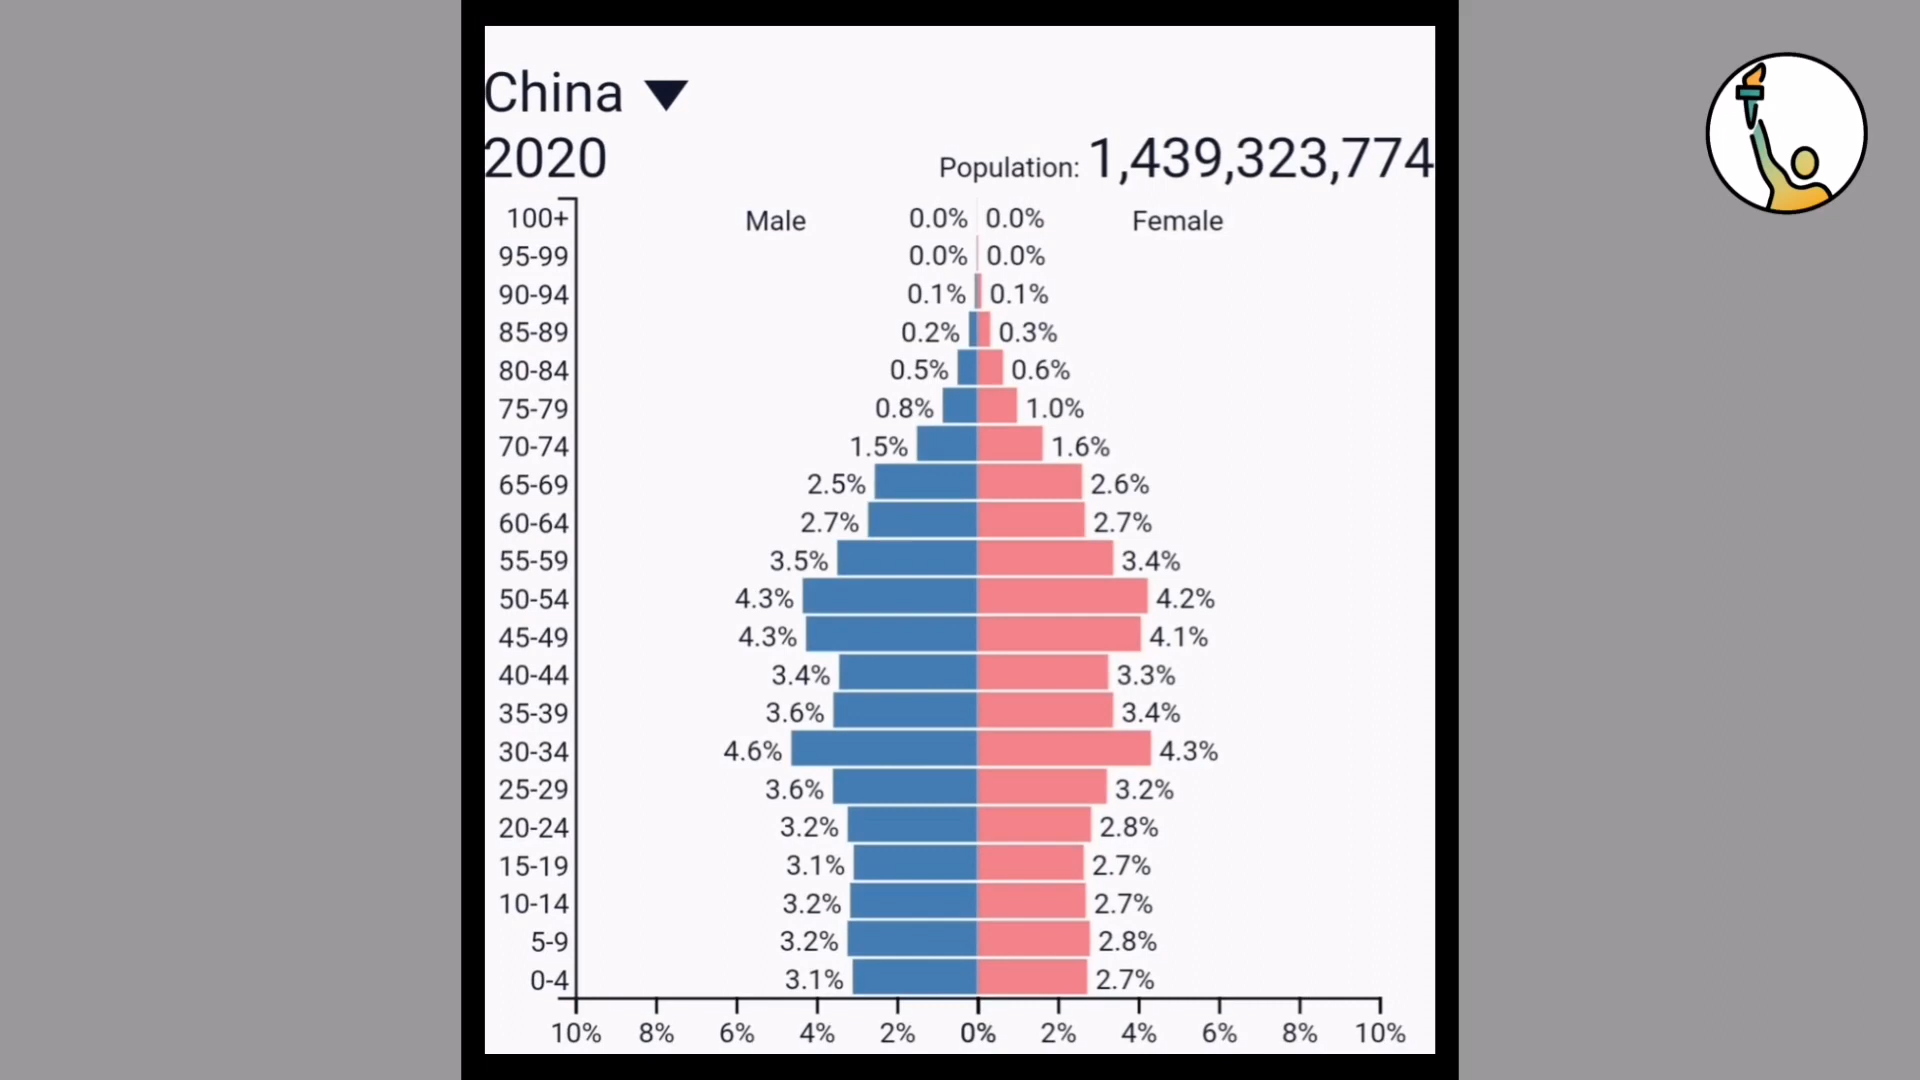 China
2020 Population: 1,439,323,774
Male Female
100+ 0.0% 0.0%
95-99 0.0% 0.0%
90-94 0.1% 0.1%
85-89 0.2% 0.3%
80-84 0.5% 0.6%
75-79 0.8% 1.0%
70-74 1.5% 1.6%
65-69 2.5% 2.6%
60-64 2.7% 2.7%
55-59 3.5% 3.4%
50-54 4.3% 4.2%
45-49 4.3% 4.1%
40-44 3.4% 3.3%
35-39 3.6% 3.4%
30-34 4.6% 4.3%
25-29 3.6% 3.2%
20-24 3.2% 2.8%
15-19 3.1% 2.7%
10-14 3.2% 2.7%
5-9 3.2% 2.8%
0-4 3.1% 2.7%
10% 8% 6% 4% 2% 0% 2% 4% 6% 8% 10%